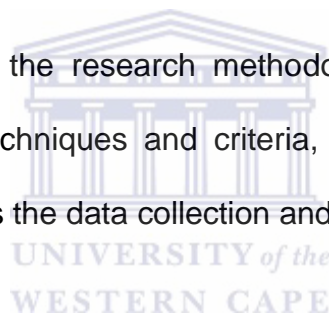 the research methodo
chniques and criteria,
s the data collection and
UNIVERSITY of the
WESTERN CAPE